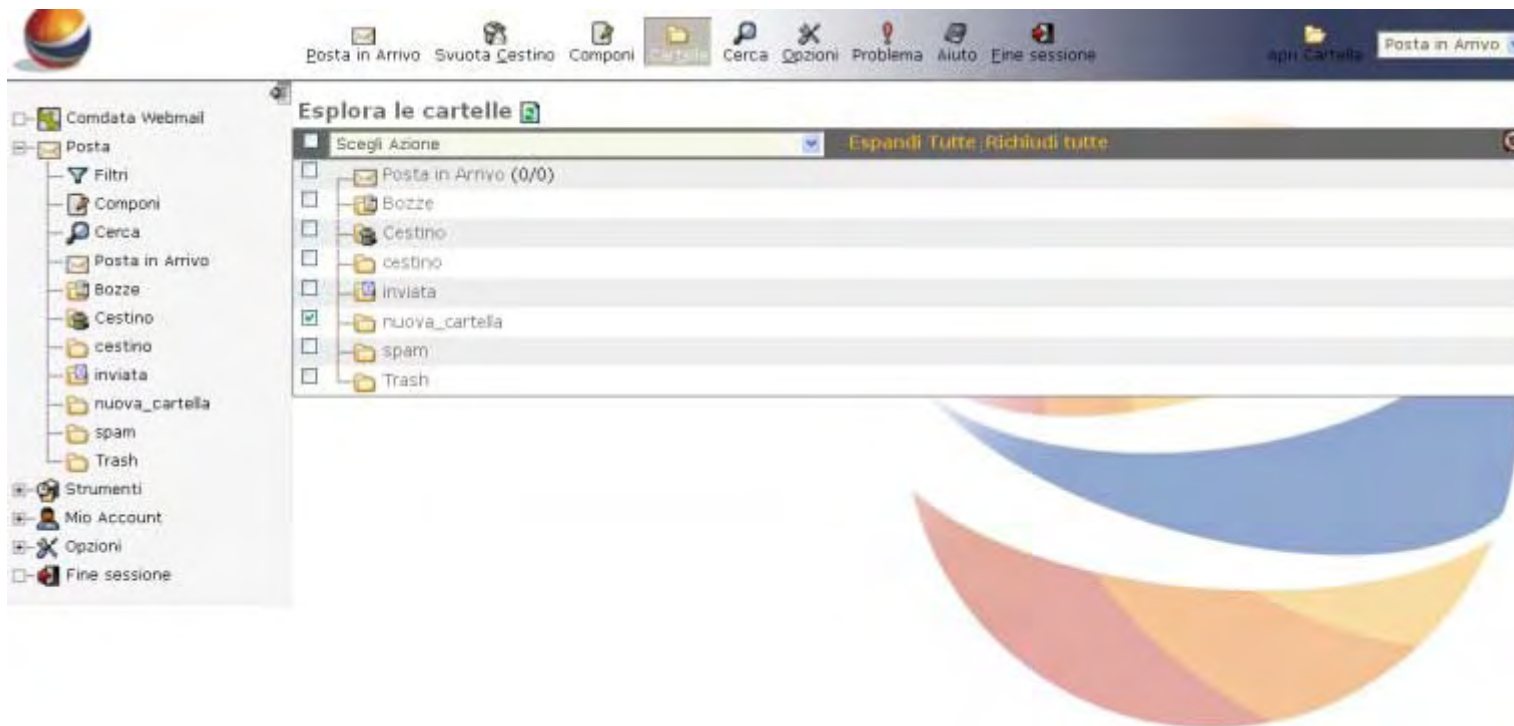 Posta in Arrivo Svuota Cestino Componi Cartelle Cerca Opzioni Problema Aiuto Fine sessione Apri Cartella Posta in Arrivo
Comdata Webmail
Posta
Filtri
Componi
Cerca
Posta in Arrivo
Bozze
Cestino
cestino
inviata
nuova_cartella
spam
Trash
Strumenti
Mio Account
Opzioni
Fine sessione
Esplora le cartelle
Scegli Azione Espandi Tutte Richiudi tutte
Posta in Arrivo (0/0)
Bozze
Cestino
cestino
inviata
nuova_cartella
spam
Trash